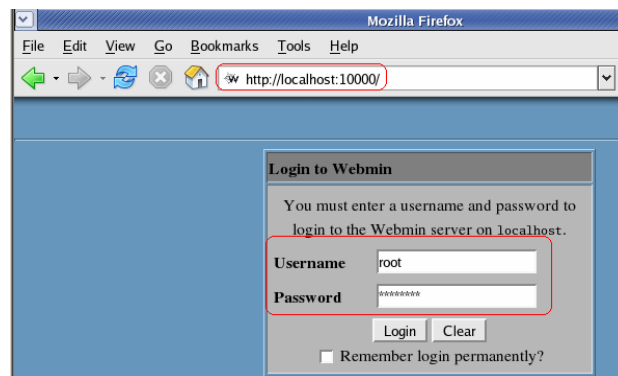 Mozilla Firefox
File Edit View Go Bookmarks Tools Help
http://localhost:10000/
Login to Webmin
You must enter a username and password to
login to the Webmin server on localhost.
Username root
Password ********
Login Clear
Remember login permanently?